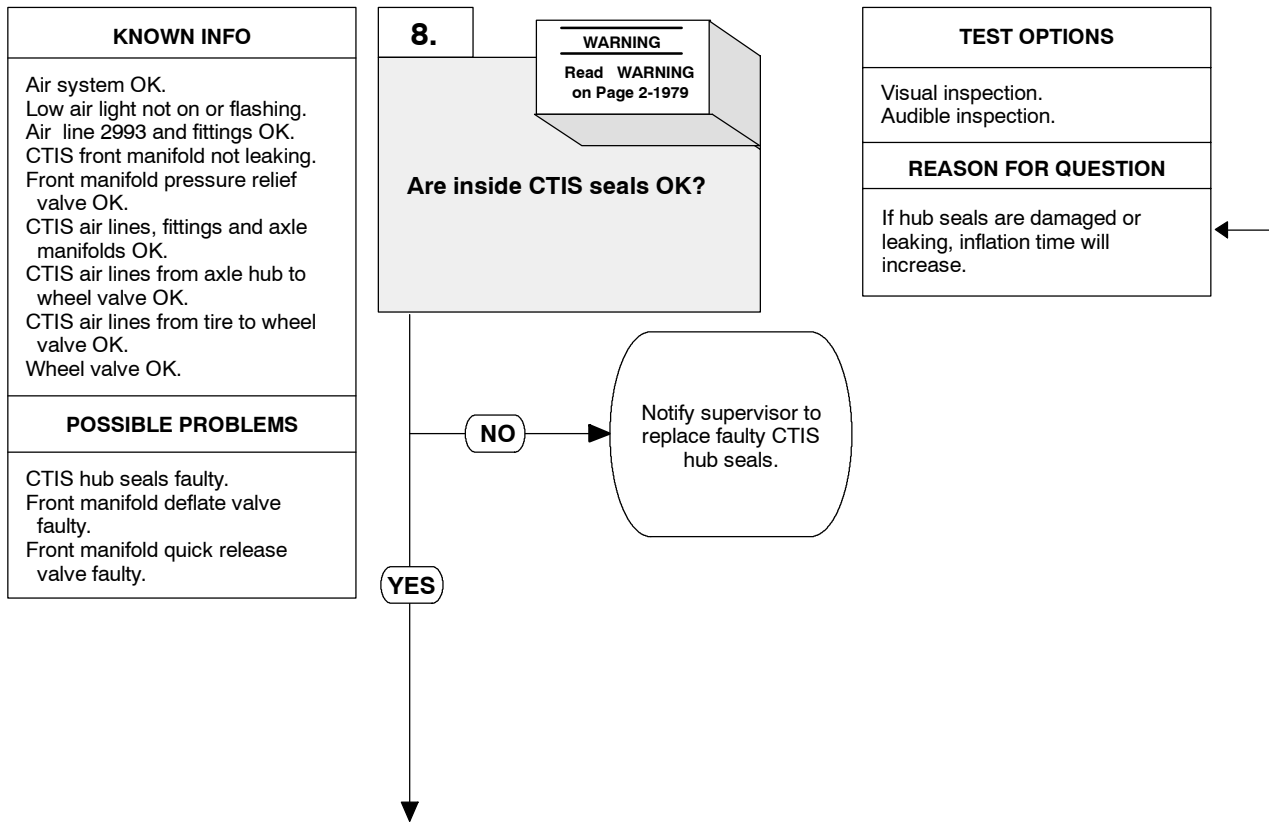 KNOWN INFO
Air system OK.
Low air light not on or flashing.
Air line 2993 and fittings OK.
CTIS front manifold not leaking.
Front manifold pressure relief
valve OK.
CTIS air lines, fittings and axle
manifolds OK.
CTIS air lines from axle hub to
wheel valve OK.
CTIS air lines from tire to wheel
valve OK.
Wheel valve OK.
POSSIBLE PROBLEMS
CTIS hub seals faulty.
Front manifold deflate valve
faulty.
Front manifold quick release
valve faulty.
8.
WARNING
Read WARNING
on Page 2-1979
Are inside CTIS seals OK?
NO
Notify supervisor to
replace faulty CTIS
hub seals.
YES
TEST OPTIONS
Visual inspection.
Audible inspection.
REASON FOR QUESTION
If hub seals are damaged or
leaking, inflation time will
increase.